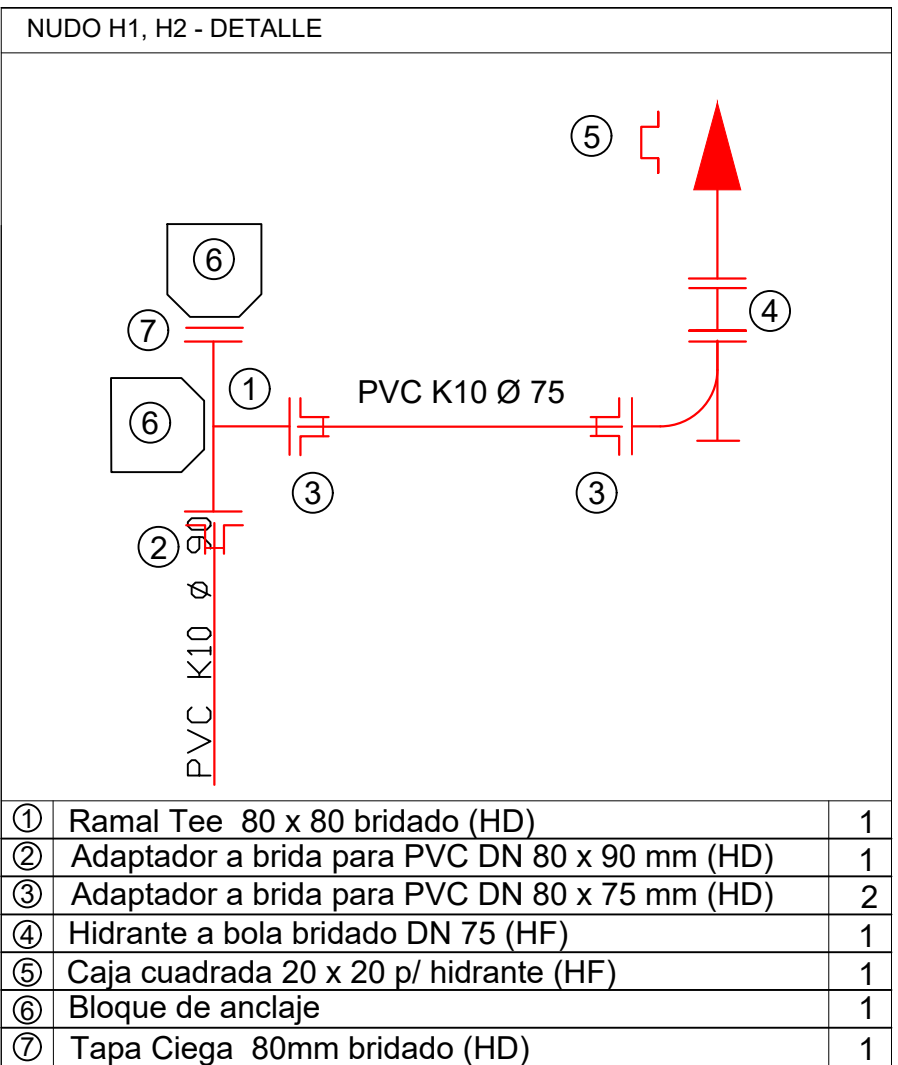 NUDO H1, H2 - DETALLE
5
6
4
7
1
PVC K10 Ø 75
6
3
3
2
PVC K10 Ø 90
1 Ramal Tee 80 x 80 bridado (HD) 1
2 Adaptador a brida para PVC DN 80 x 90 mm (HD) 1
3 Adaptador a brida para PVC DN 80 x 75 mm (HD) 2
4 Hidrante a bola bridado DN 75 (HF) 1
5 Caja cuadrada 20 x 20 p/ hidrante (HF) 1
6 Bloque de anclaje 1
7 Tapa Ciega 80mm bridado (HD) 1